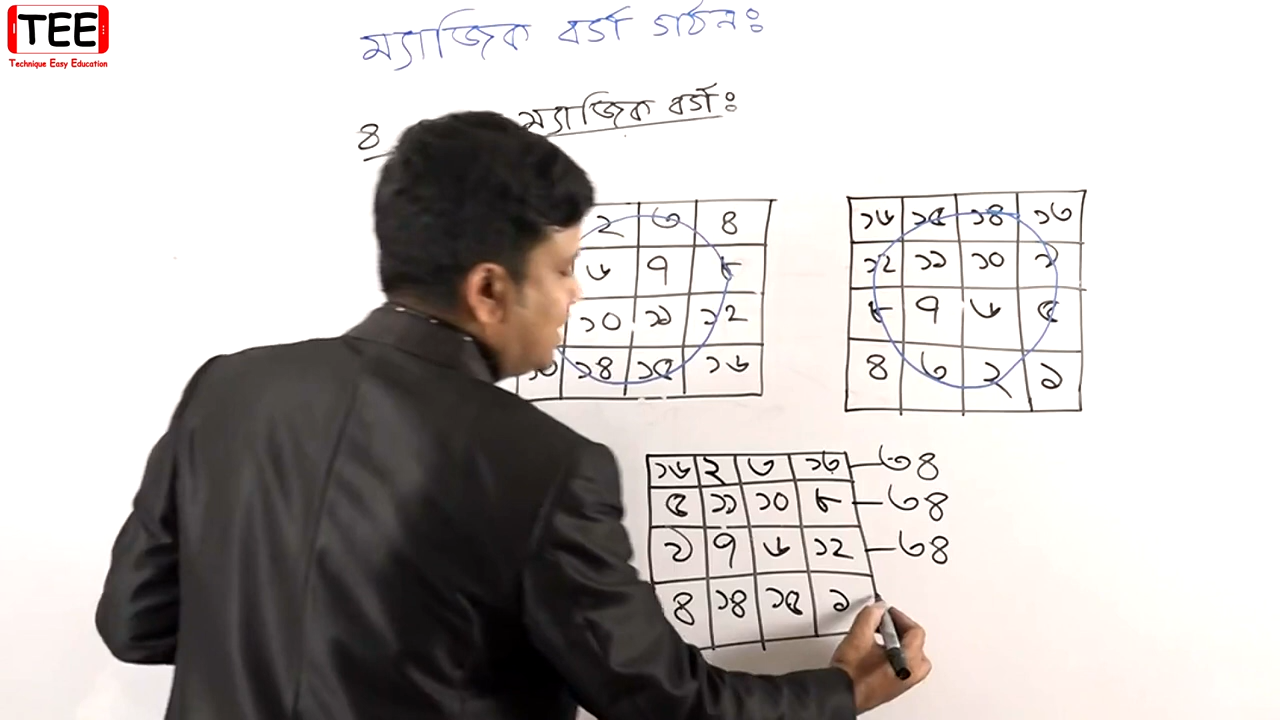 TEE
Technique Easy Education
ম্যাজিক বর্গ গঠনঃ
৪ ম্যাজিক বর্গঃ
২ ৩ ৪
৬ ৭ ৮
১০ ১১ ১২
১৪ ১৫ ১৬
১৬ ১৫ ১৪ ১৩
১২ ১১ ১০ ৯
৮ ৭ ৬ ৫
৪ ৩ ২ ১
১৬ ২ ৩ ১৩ ৩৪
৫ ১১ ১০ ৮ ৩৪
৯ ৭ ৬ ১২ ৩৪
৪ ১৪ ১৫ ১